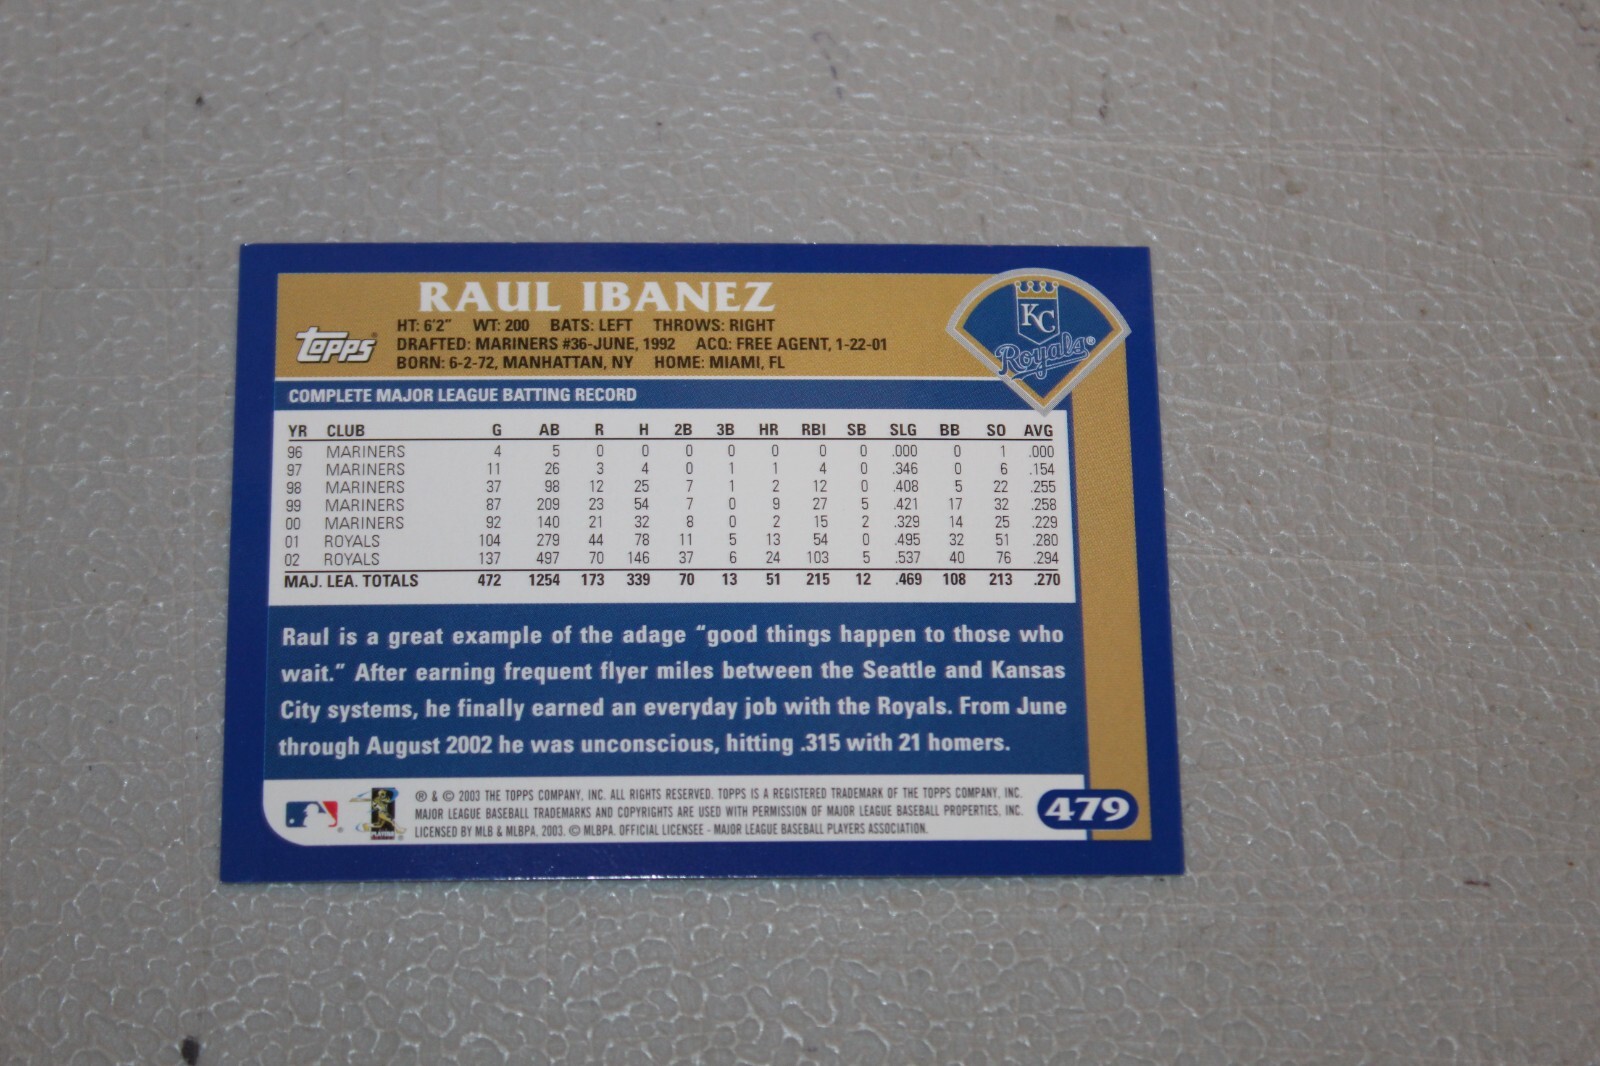 RAUL IBANEZ
Topps®
HT: 6'2" WT: 200 BATS: LEFT THROWS: RIGHT
DRAFTED: MARINERS #36-JUNE, 1992 ACQ: FREE AGENT, 1-22-01
BORN: 6-2-72, MANHATTAN, NY HOME: MIAMI, FL
KC
Royals®
COMPLETE MAJOR LEAGUE BATTING RECORD
YR CLUB G AB R H 2B 3B HR RBI SB SLG BB SO AVG
96 MARINERS 4 5 0 0 0 0 0 0 0 .000 0 1 .000
97 MARINERS 11 26 3 4 0 1 1 4 0 .346 0 6 .154
98 MARINERS 37 98 12 25 7 1 2 12 0 .408 5 22 .255
99 MARINERS 87 209 23 54 7 0 9 27 5 .421 17 32 .258
00 MARINERS 92 140 21 32 8 0 2 15 2 .329 14 25 .229
01 ROYALS 104 279 44 78 11 5 13 54 0 .495 32 51 .280
02 ROYALS 137 497 70 146 37 6 24 103 5 .537 40 76 .294
MAJ. LEA. TOTALS 472 1254 173 339 70 13 51 215 12 .469 108 213 .270
Raul is a great example of the adage "good things happen to those who
wait." After earning frequent flyer miles between the Seattle and Kansas
City systems, he finally earned an everyday job with the Royals. From June
through August 2002 he was unconscious, hitting .315 with 21 homers.
® & © 2003 THE TOPPS COMPANY, INC. ALL RIGHTS RESERVED. TOPPS IS A REGISTERED TRADEMARK OF THE TOPPS COMPANY, INC.
MAJOR LEAGUE BASEBALL TRADEMARKS AND COPYRIGHTS ARE USED WITH PERMISSION OF MAJOR LEAGUE BASEBALL PROPERTIES, INC.
LICENSED BY MLB & MLBPA, 2003. © MLBPA. OFFICIAL LICENSEE - MAJOR LEAGUE BASEBALL PLAYERS ASSOCIATION.
PLAYERS
479